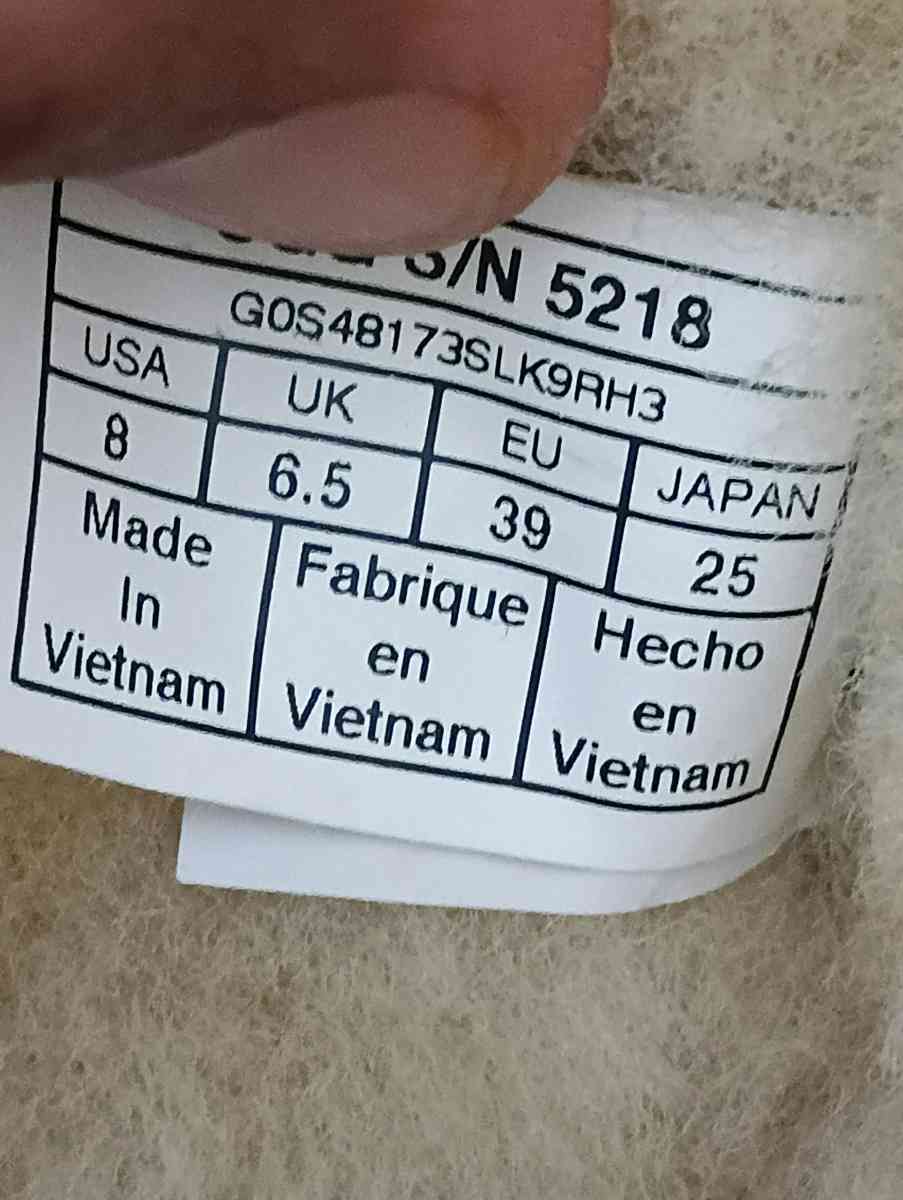 S/N 5218
G0S48173SLK9RH3
USA UK EU JAPAN
8 6.5 39 25
Made In Vietnam
Fabrique en Vietnam
Hecho en Vietnam